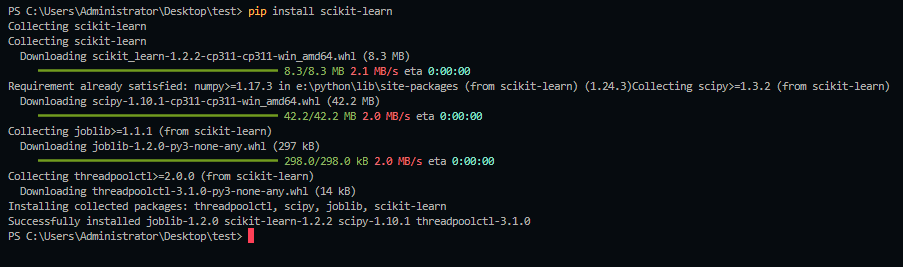 PS C:\Users\Administrator\Desktop\test> pip install scikit-learn
Collecting scikit-learn
Collecting scikit-learn
  Downloading scikit_learn-1.2.2-cp311-cp311-win_amd64.whl (8.3 MB)
     ━━━━━━━━━━━━━━━━━━━━━━━━━━━━━━━━━━━━━━━━ 8.3/8.3 MB 2.1 MB/s eta 0:00:00
Requirement already satisfied: numpy>=1.17.3 in e:\python\lib\site-packages (from scikit-learn) (1.24.3)Collecting scipy>=1.3.2 (from scikit-learn)
  Downloading scipy-1.10.1-cp311-cp311-win_amd64.whl (42.2 MB)
     ━━━━━━━━━━━━━━━━━━━━━━━━━━━━━━━━━━━━━━━━ 42.2/42.2 MB 2.0 MB/s eta 0:00:00
Collecting joblib>=1.1.1 (from scikit-learn)
  Downloading joblib-1.2.0-py3-none-any.whl (297 kB)
     ━━━━━━━━━━━━━━━━━━━━━━━━━━━━━━━━━━━━━━━━ 298.0/298.0 kB 2.0 MB/s eta 0:00:00
Collecting threadpoolctl>=2.0.0 (from scikit-learn)
  Downloading threadpoolctl-3.1.0-py3-none-any.whl (14 kB)
Installing collected packages: threadpoolctl, scipy, joblib, scikit-learn
Successfully installed joblib-1.2.0 scikit-learn-1.2.2 scipy-1.10.1 threadpoolctl-3.1.0
PS C:\Users\Administrator\Desktop\test>